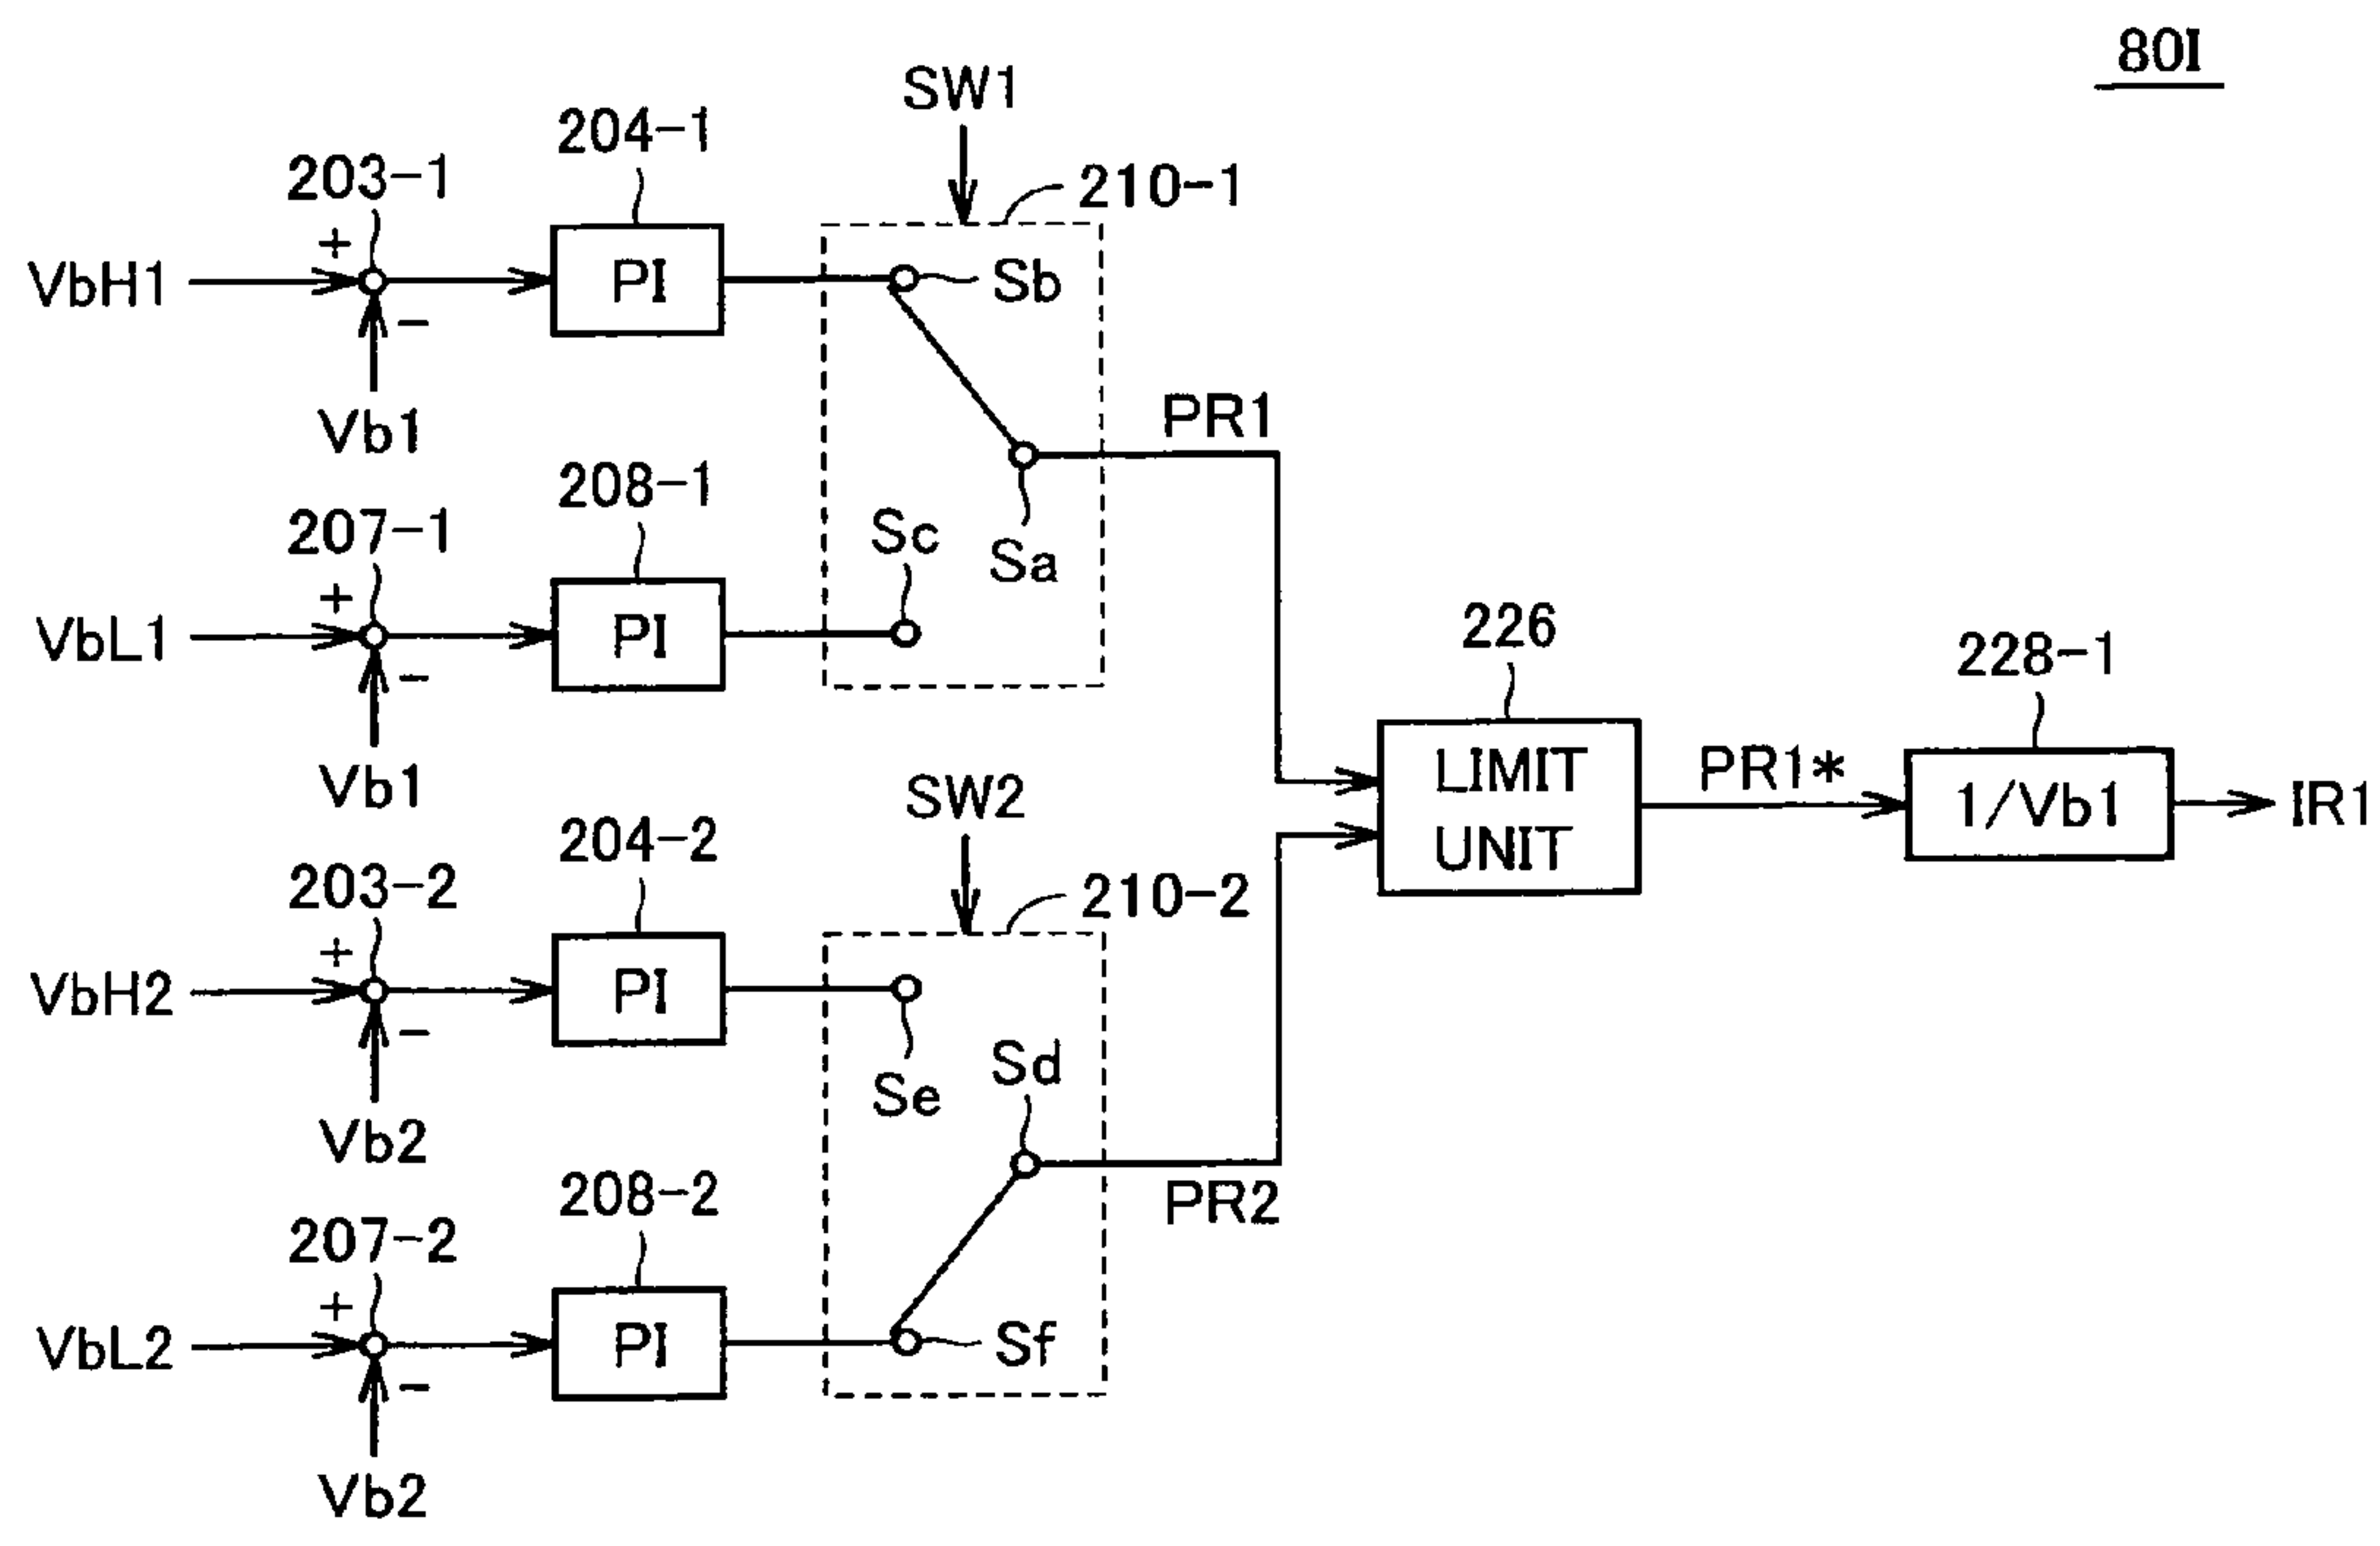 80I
SW1
204-1
203-1
210-1
+
VbH1
PI
Sb
-
Vb1
PR1
208-1
207-1
Sc
Sa
+
VbL1
PI
-
Vb1
226
228-1
LIMIT
UNIT
PR1*
1/Vb1
IR1
SW2
204-2
203-2
210-2
+
VbH2
PI
-
Se
Sd
Vb2
PR2
208-2
207-2
+
VbL2
PI
Sf
-
Vb2